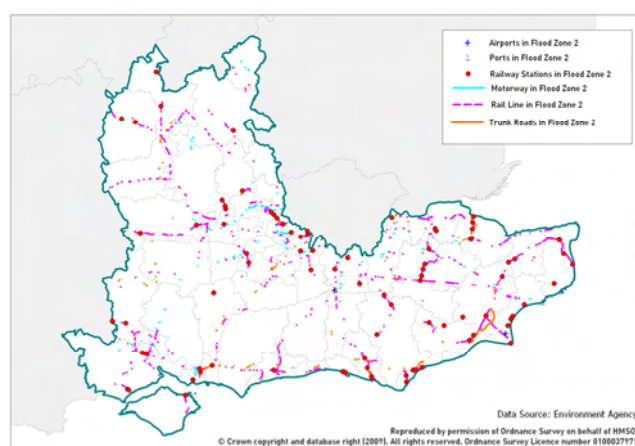 Airports in Flood Zone 2
Ports in Flood Zone 2
Railway Stations in Flood Zone 2
Motorway in Flood Zone 2
Rail Line in Flood Zone 2
Trunk Roads in Flood Zone 2
Data Source: Environment Agency
Reproduced by permission of Ordnance Survey on behalf of HMSO.
© Crown copyright and database right (2009). All rights reserved. Ordnance Survey Licence number